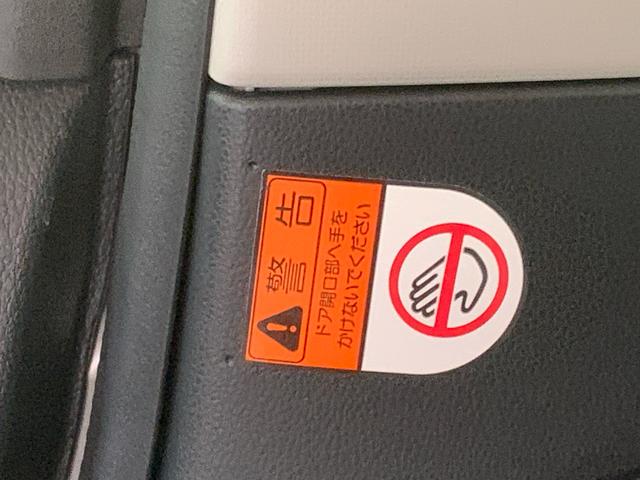 警告
ドア開口部へ手を
かけないでください